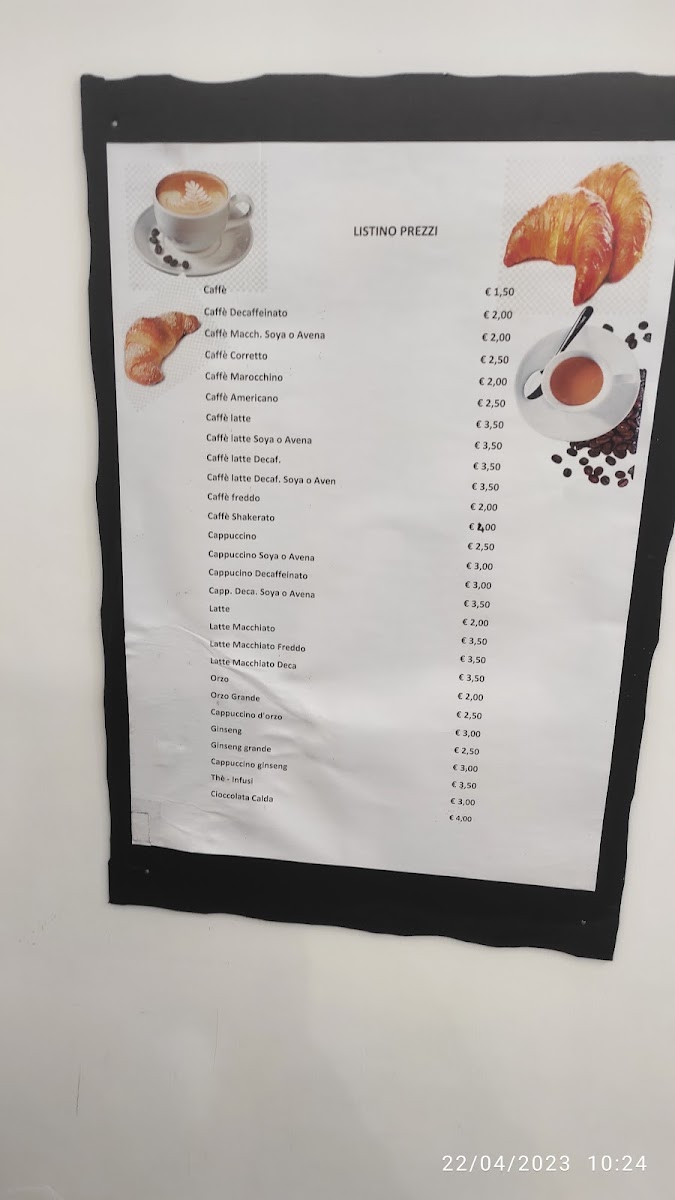 LISTINO PREZZI
Caffè € 1,50
Caffè Decaffeinato € 2,00
Caffè Macch. Soya o Avena € 2,00
Caffè Corretto € 2,50
Caffè Marocchino € 2,00
Caffè Americano € 2,50
Caffè latte € 3,50
Caffè latte Soya o Avena € 3,50
Caffè latte Decaf. € 3,50
Caffè latte Decaf. Soya o Aven € 3,50
Caffè freddo € 2,00
Caffè Shakerato € 4,00
Cappuccino € 2,50
Cappuccino Soya o Avena € 3,00
Cappucino Decaffeinato € 3,00
Capp. Deca. Soya o Avena € 3,50
Latte € 2,00
Latte Macchiato € 3,50
Latte Macchiato Freddo € 3,50
Latte Macchiato Deca € 3,50
Orzo € 2,00
Orzo Grande € 2,50
Cappuccino d'orzo € 3,00
Ginseng € 2,50
Ginseng grande € 3,00
Cappuccino ginseng € 3,50
Thè - Infusi € 3,00
Cioccolata Calda € 4,00
22/04/2023 10:24